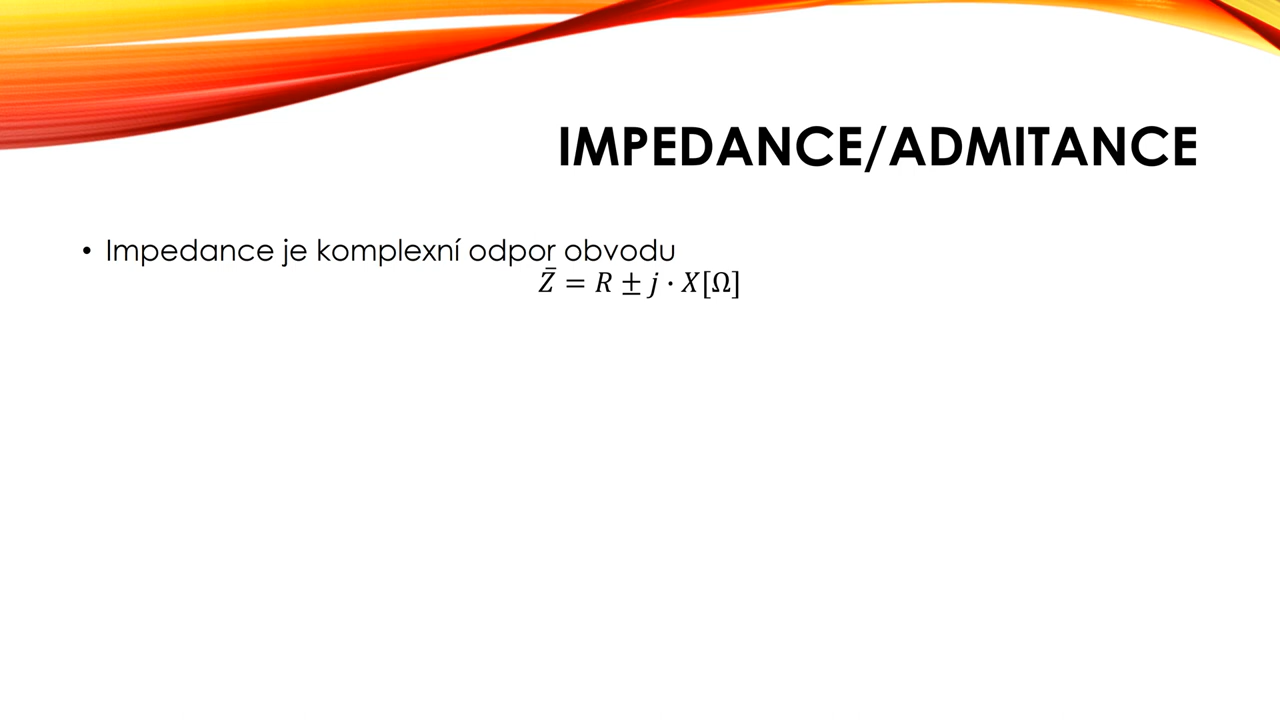 IMPEDANCE/ADMITANCE
• Impedance je komplexní odpor obvodu
Z̄ = R ± j · X[Ω]